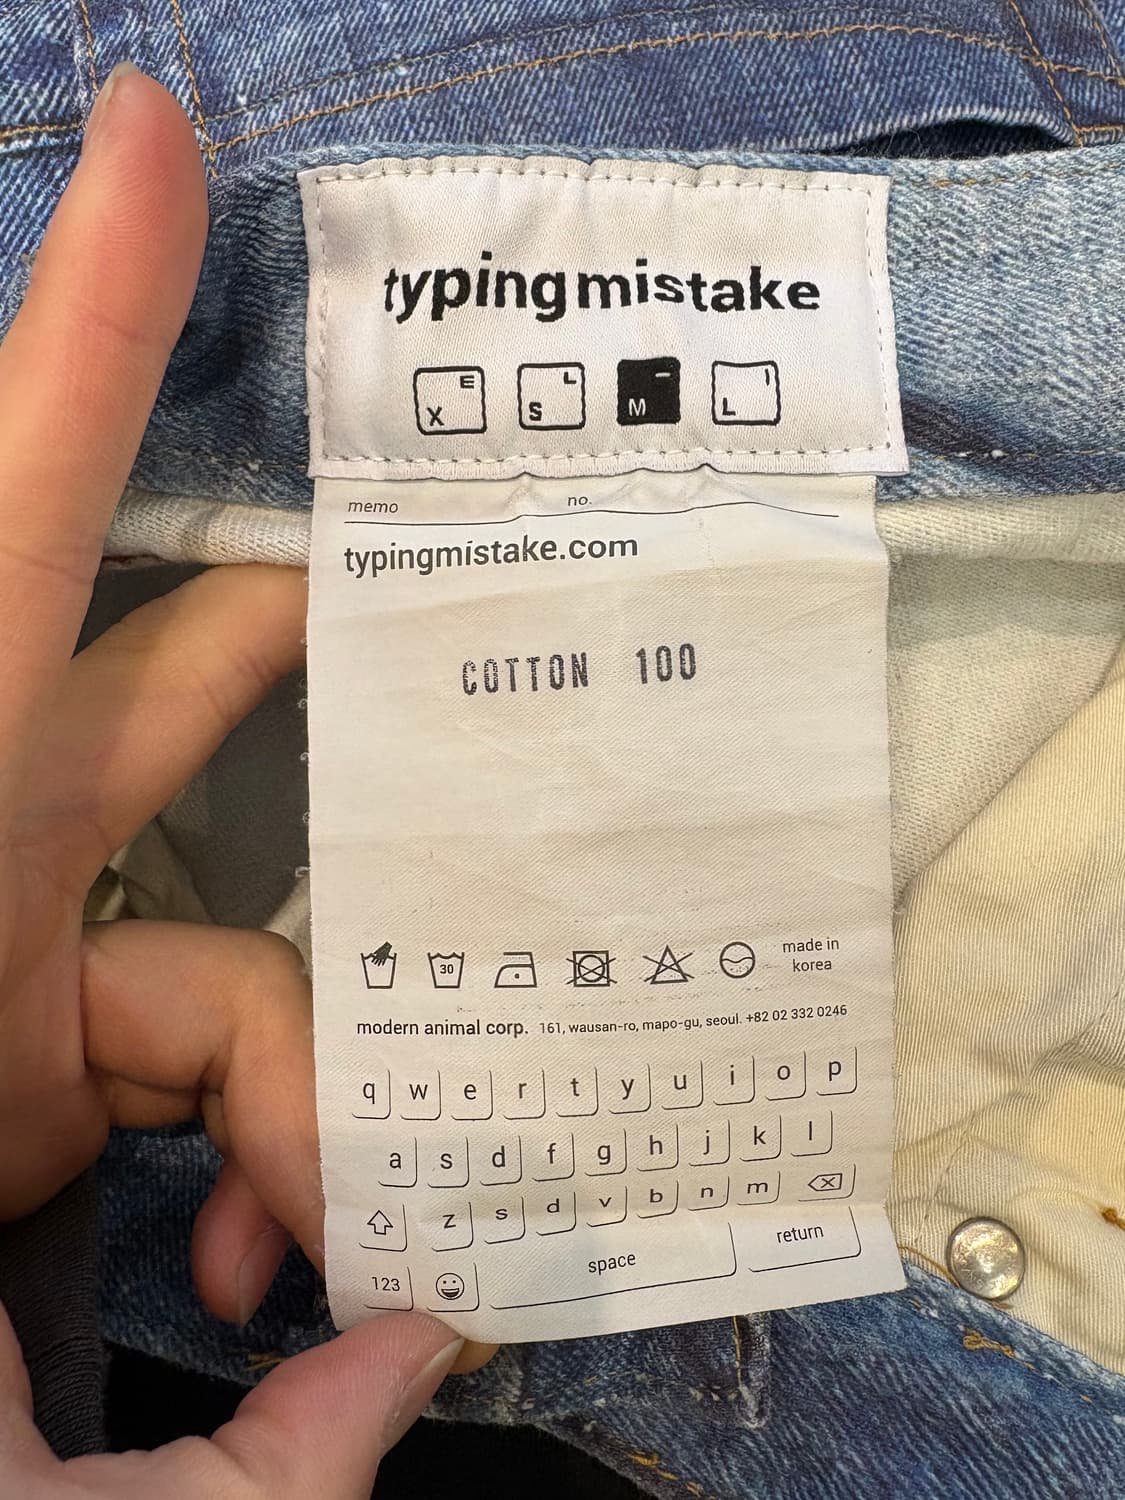 typingmistake
E L - I
X S M L
memo no.
typingmistake.com
COTTON 100
30
made in
korea
modern animal corp. 161, wausan-ro, mapo-gu, seoul. +82 02 332 0246
q w e r t y u i o p
a s d f g h j k l
z s d v b n m
space return
123